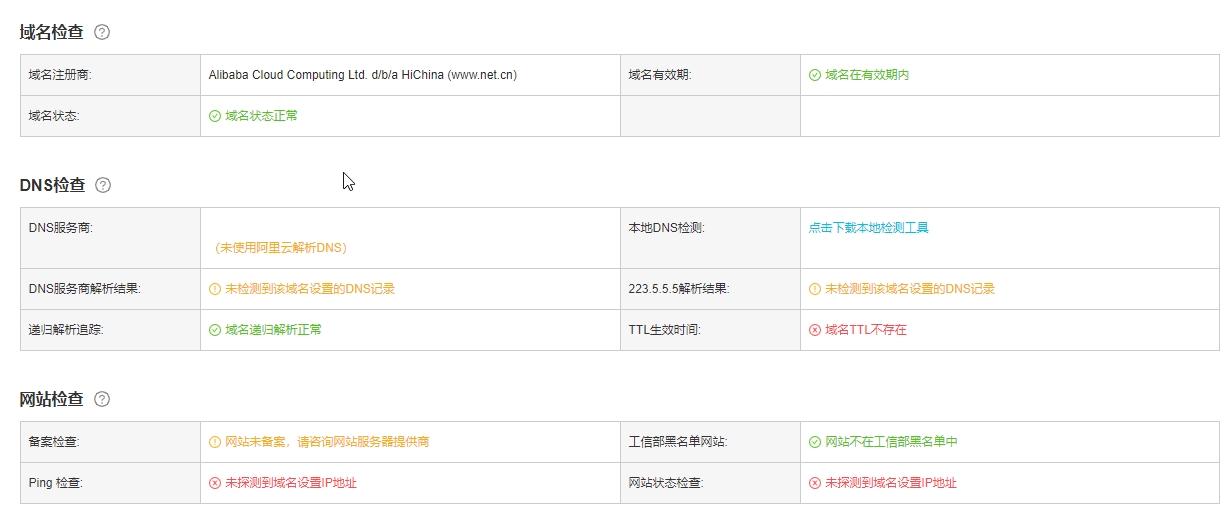 域名检查
域名注册商: Alibaba Cloud Computing Ltd. d/b/a HiChina (www.net.cn) 域名有效期: 域名在有效期内
域名状态: 域名状态正常
DNS检查
DNS服务商: 本地DNS检测: 点击下载本地检测工具
（未使用阿里云解析DNS）
DNS服务商解析结果: 未检测到该域名设置的DNS记录 223.5.5.5解析结果: 未检测到该域名设置的DNS记录
递归解析追踪: 域名递归解析正常 TTL生效时间: 域名TTL不存在
网站检查
备案检查: 网站未备案，请咨询网站服务器提供商 工信部黑名单网站: 网站不在工信部黑名单中
Ping 检查: 未探测到域名设置IP地址 网站状态检查: 未探测到域名设置IP地址